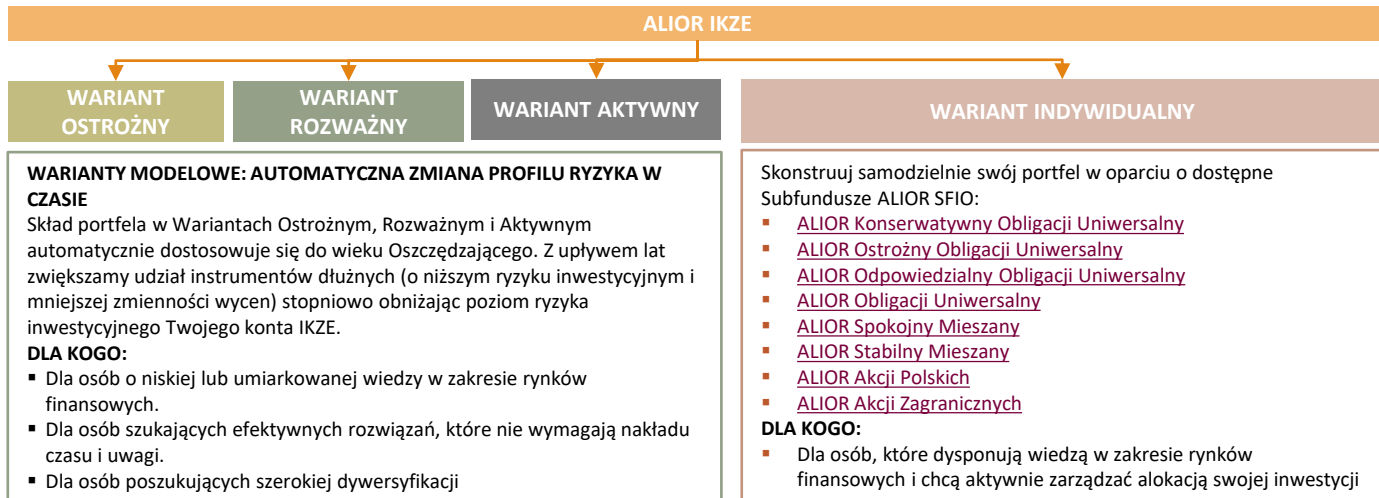 ALIOR IKZE
WARIANT
OSTROŻNY
WARIANT
ROZWAŻNY
WARIANT AKTYWNY
WARIANT INDYWIDUALNY
WARIANTY MODELOWE: AUTOMATYCZNA ZMIANA PROFILU RYZYKA W
CZASIE
Skład portfela w Wariantach Ostrożnym, Rozważnym i Aktywnym
automatycznie dostosowuje się do wieku Oszczędzającego. Z upływem lat
zwiększamy udział instrumentów dłużnych (o niższym ryzyku inwestycyjnym i
mniejszej zmienności wycen) stopniowo obniżając poziom ryzyka
inwestycyjnego Twojego konta IKZE.
DLA KOGO:
▪ Dla osób o niskiej lub umiarkowanej wiedzy w zakresie rynków
finansowych.
▪ Dla osób szukających efektywnych rozwiązań, które nie wymagają nakładu
czasu i uwagi.
▪ Dla osób poszukujących szerokiej dywersyfikacji
Skonstruuj samodzielnie swój portfel w oparciu o dostępne
Subfundusze ALIOR SFIO:
▪ ALIOR Konserwatywny Obligacji Uniwersalny
▪ ALIOR Ostrożny Obligacji Uniwersalny
▪ ALIOR Odpowiedzialny Obligacji Uniwersalny
▪ ALIOR Obligacji Uniwersalny
▪ ALIOR Spokojny Mieszany
▪ ALIOR Stabilny Mieszany
▪ ALIOR Akcji Polskich
▪ ALIOR Akcji Zagranicznych
DLA KOGO:
▪ Dla osób, które dysponują wiedzą w zakresie rynków
finansowych i chcą aktywnie zarządzać alokacją swojej inwestycji